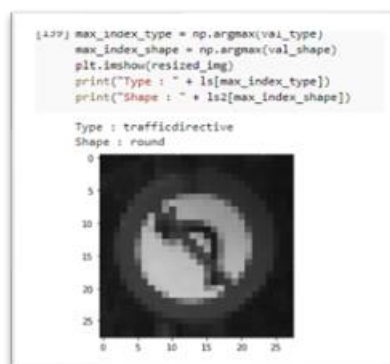 [139] max_index_type = np.argmax(val_type)
max_index_shape = np.argmax(val_shape)
plt.imshow(resized_img)
print("Type : " + ls[max_index_type])
print("Shape : " + ls2[max_index_shape])
Type : trafficdirective
Shape : round
0
5
10
15
20
25
0 5 10 15 20 25